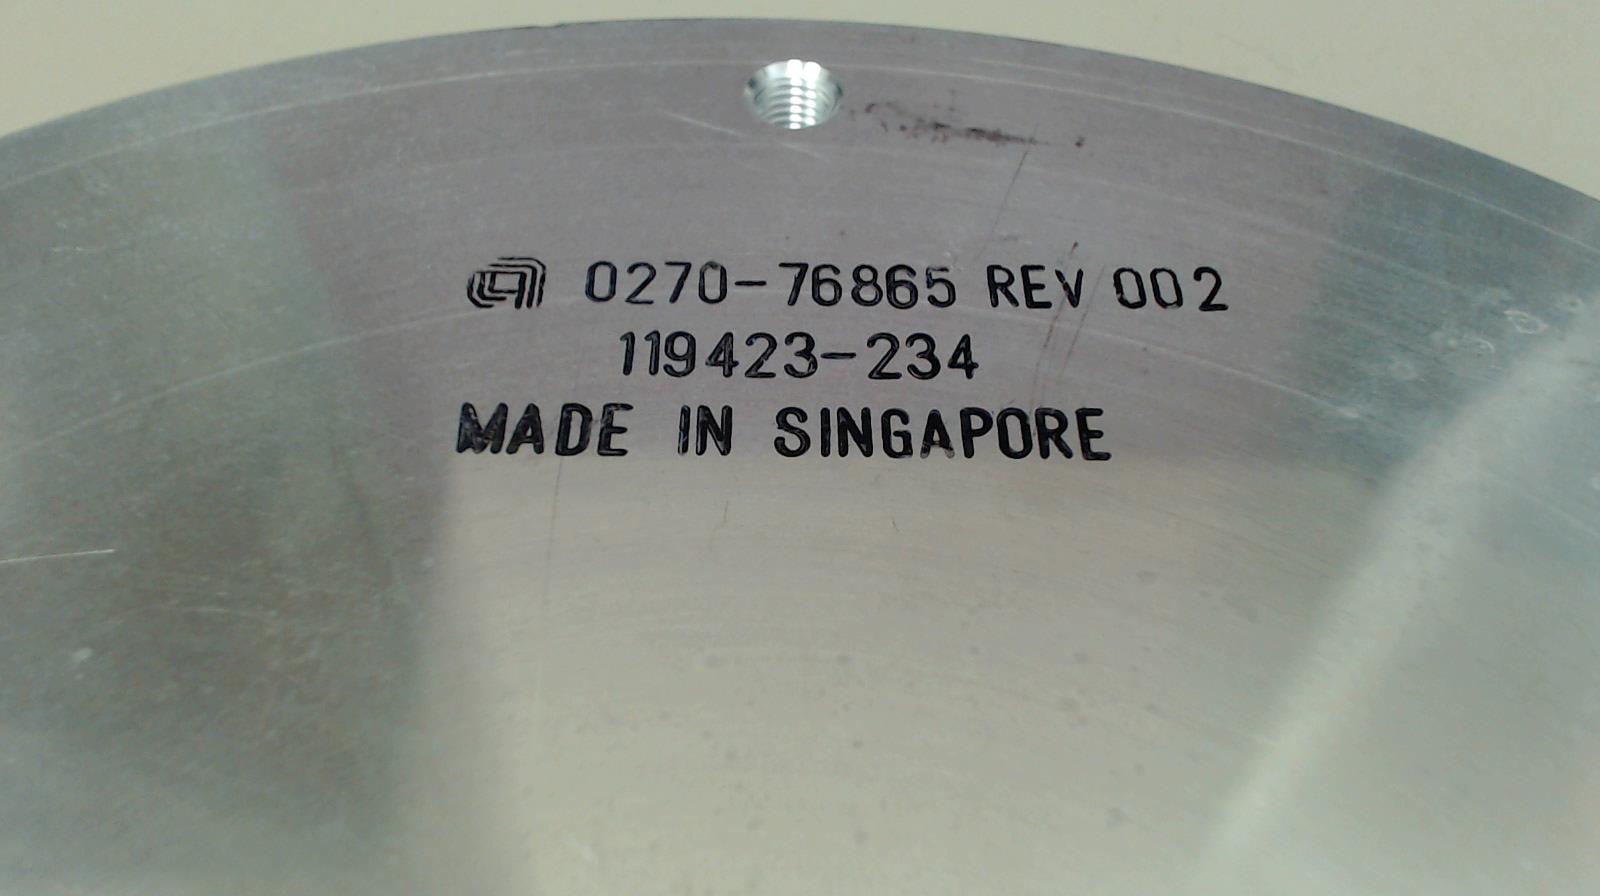 0270-76865 REV 002
119423-234
MADE IN SINGAPORE